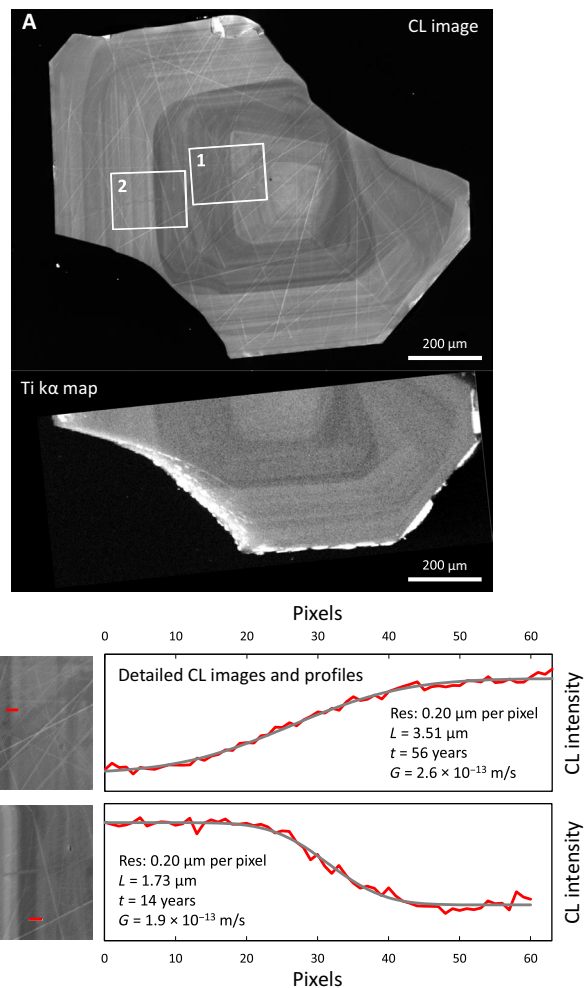 A
CL image
1
2
200 µm
Ti kα map
200 µm
Pixels
0 10 20 30 40 50 60
Detailed CL images and profiles
Res: 0.20 µm per pixel
L = 3.51 µm
t = 56 years
G = 2.6 × 10⁻¹³ m/s
CL intensity
Res: 0.20 µm per pixel
L = 1.73 µm
t = 14 years
G = 1.9 × 10⁻¹³ m/s
CL intensity
0 10 20 30 40 50 60
Pixels